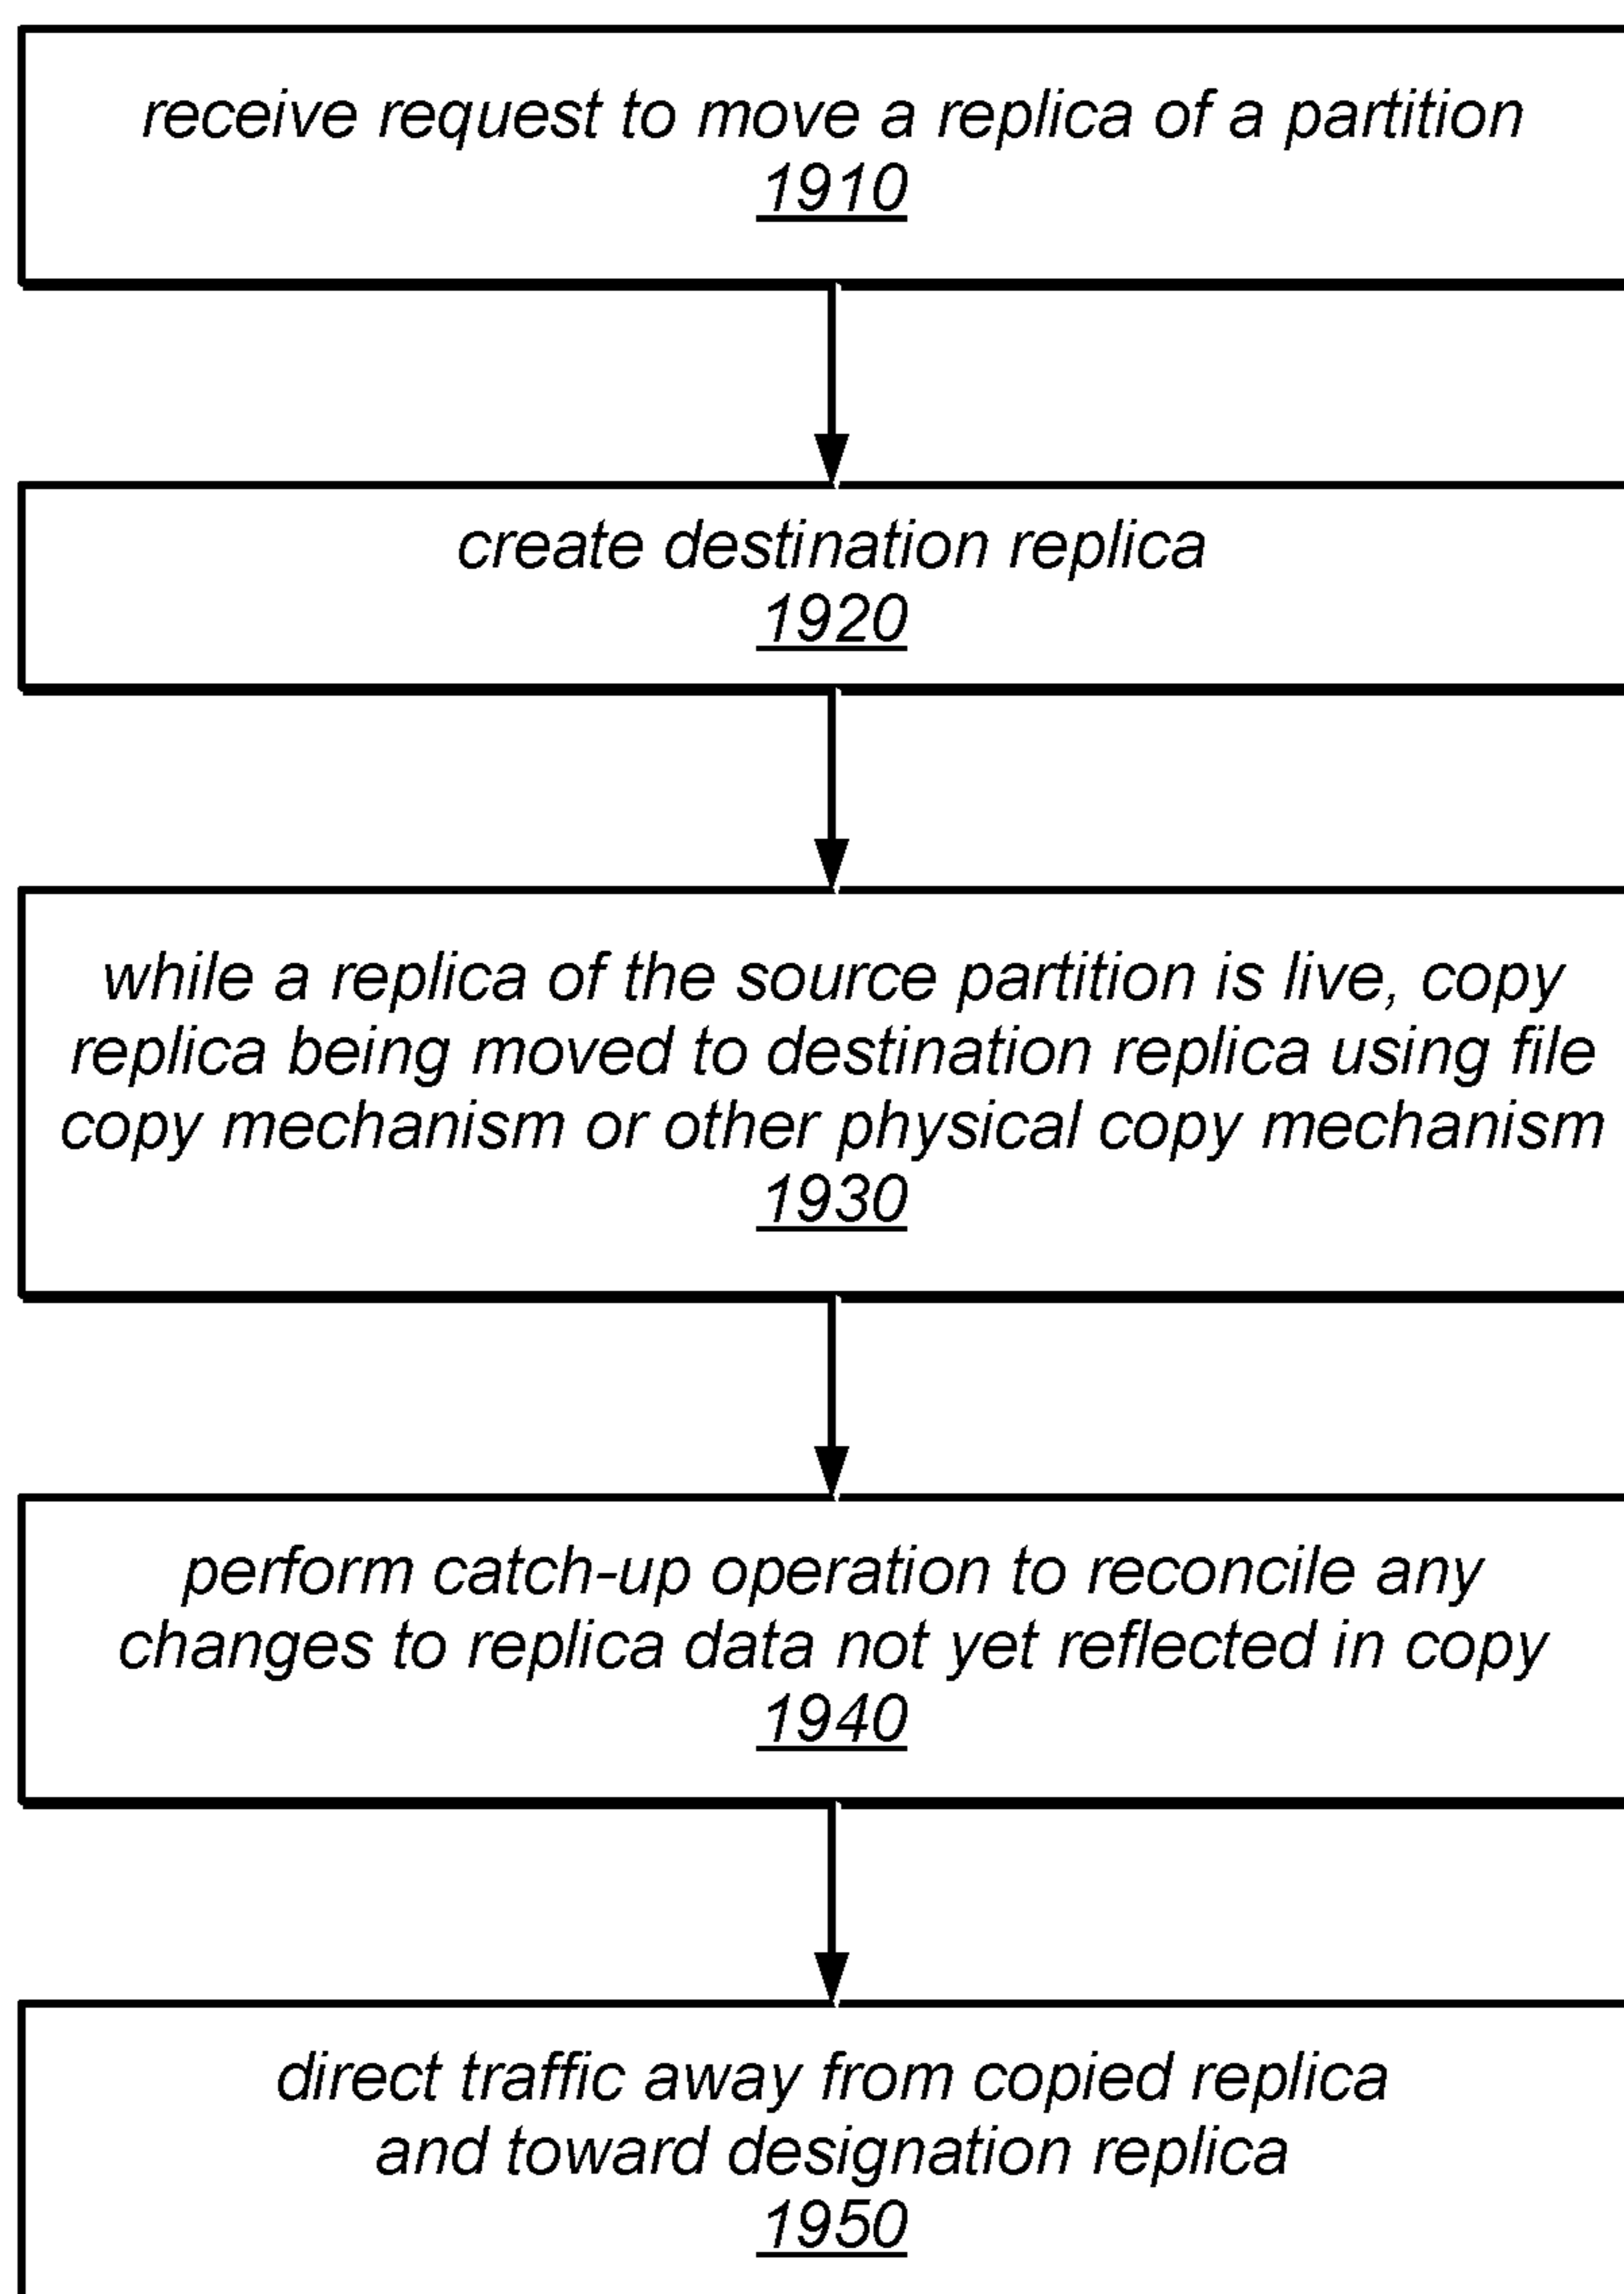 receive request to move a replica of a partition
1910
create destination replica
1920
while a replica of the source partition is live, copy
replica being moved to destination replica using file
copy mechanism or other physical copy mechanism
1930
perform catch-up operation to reconcile any
changes to replica data not yet reflected in copy
1940
direct traffic away from copied replica
and toward designation replica
1950